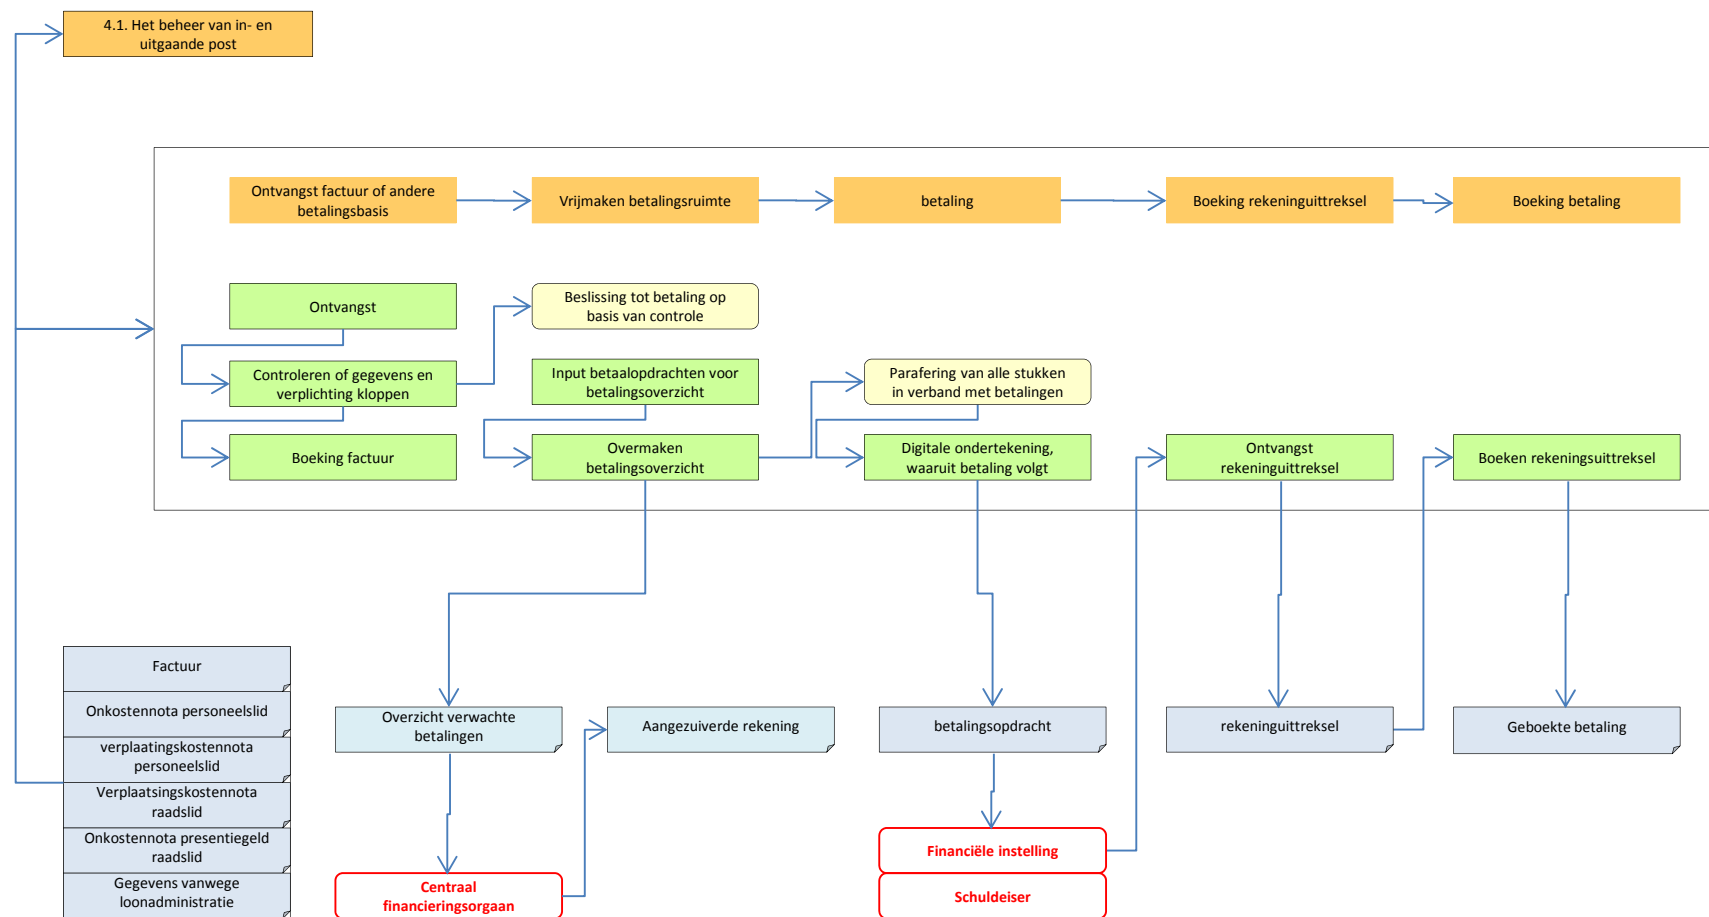 4.1. Het beheer van in- en
uitgaande post
Ontvangst factuur of andere
betalingsbasis
Vrijmaken betalingsruimte
betaling
Boeking rekeninguittreksel
Boeking betaling
Ontvangst
Beslissing tot betaling op
basis van controle
Controleren of gegevens en
verplichting kloppen
Input betaalopdrachten voor
betalingsoverzicht
Parafering van alle stukken
in verband met betalingen
Boeking factuur
Overmaken
betalingsoverzicht
Digitale ondertekening,
waaruit betaling volgt
Ontvangst
rekeninguittreksel
Boeken rekeningsuittreksel
Factuur
Onkostennota personeelslid
verplaatingskostennota
personeelslid
Verplaatsingskostennota
raadslid
Onkostennota presentiegeld
raadslid
Gegevens vanwege
loonadministratie
Overzicht verwachte
betalingen
Aangezuiverde rekening
betalingsopdracht
rekeninguittreksel
Geboekte betaling
Centraal
financieringsorgaan
Financiële instelling
Schuldeiser